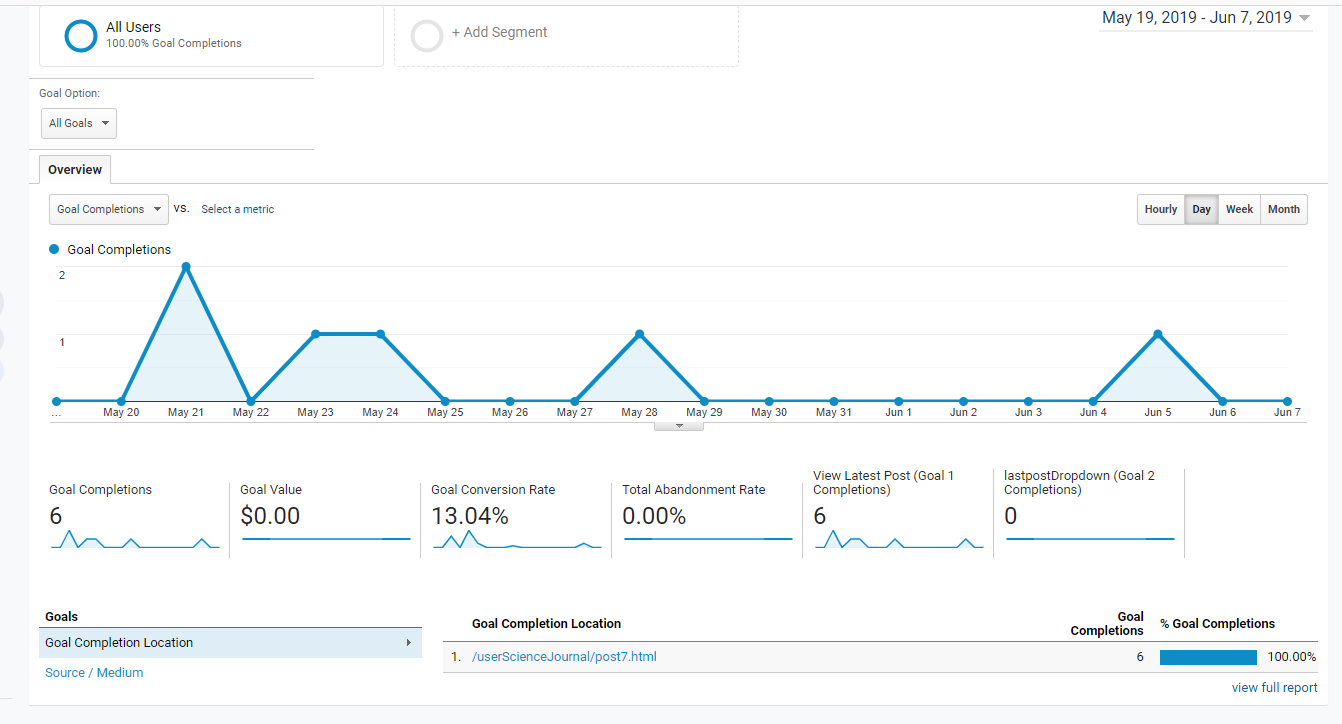 All Users
100.00% Goal Completions
+ Add Segment
May 19, 2019 - Jun 7, 2019
Goal Option:
All Goals
Overview
Goal Completions
VS.
Select a metric
Hourly
Day
Week
Month
Goal Completions
2
1
...
May 20
May 21
May 22
May 23
May 24
May 25
May 26
May 27
May 28
May 29
May 30
May 31
Jun 1
Jun 2
Jun 3
Jun 4
Jun 5
Jun 6
Jun 7
Goal Completions
6
Goal Value
$0.00
Goal Conversion Rate
13.04%
Total Abandonment Rate
0.00%
View Latest Post (Goal 1
Completions)
6
lastpostDropdown (Goal 2
Completions)
0
Goals
Goal Completion Location
Source / Medium
Goal Completion Location
Goal
Completions
% Goal Completions
1.
/userScienceJournal/post7.html
6
100.00%
view full report